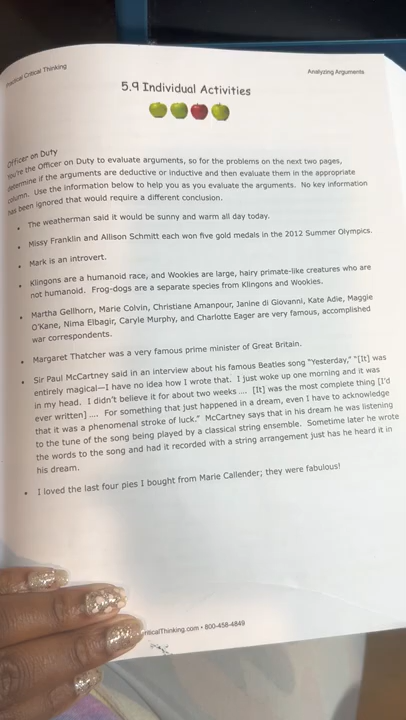 Practical Critical Thinking
Analyzing Arguments
5.9 Individual Activities
Officer on Duty
You're the Officer on Duty to evaluate arguments, so for the problems on the next two pages,
determine if the arguments are deductive or inductive and then evaluate them in the appropriate
column. Use the information below to help you as you evaluate the arguments. No key information
has been ignored that would require a different conclusion.
• The weatherman said it would be sunny and warm all day today.
• Missy Franklin and Allison Schmitt each won five gold medals in the 2012 Summer Olympics.
• Mark is an introvert.
• Klingons are a humanoid race, and Wookies are large, hairy primate-like creatures who are
not humanoid. Frog-dogs are a separate species from Klingons and Wookies.
• Martha Gellhorn, Marie Colvin, Christiane Amanpour, Janine di Giovanni, Kate Adie, Maggie
O'Kane, Nima Elbagir, Caryle Murphy, and Charlotte Eager are very famous, accomplished
war correspondents.
• Margaret Thatcher was a very famous prime minister of Great Britain.
• Sir Paul McCartney said in an interview about his famous Beatles song "Yesterday," "[It] was
entirely magical—I have no idea how I wrote that. I just woke up one morning and it was
in my head. I didn't believe it for about two weeks .... [It] was the most complete thing [I'd
ever written] .... For something that just happened in a dream, even I have to acknowledge
that it was a phenomenal stroke of luck." McCartney says that in his dream he was listening
to the tune of the song being played by a classical string ensemble. Sometime later he wrote
the words to the song and had it recorded with a string arrangement just has he heard it in
his dream.
• I loved the last four pies I bought from Marie Callender; they were fabulous!
riticalThinking.com • 800-458-4849